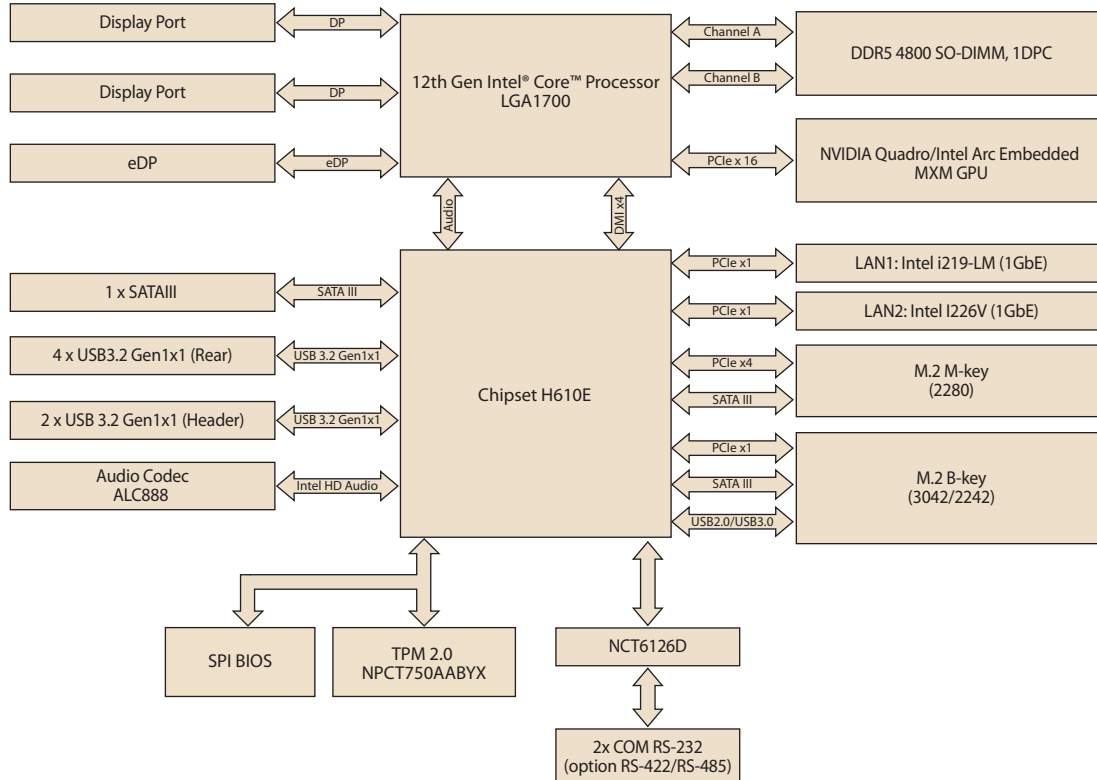 Display Port
DP
12th Gen Intel® Core™ Processor
LGA1700
Channel A
Channel B
DDR5 4800 SO-DIMM, 1DPC
Display Port
DP
eDP
eDP
PCIe x 16
NVIDIA Quadro/Intel Arc Embedded
MXM GPU
Audio
DMI x4
1 x SATAIII
SATA III
4 x USB3.2 Gen1x1 (Rear)
USB 3.2 Gen1x1
2 x USB 3.2 Gen1x1 (Header)
USB 3.2 Gen1x1
Audio Codec
ALC888
Intel HD Audio
Chipset H610E
PCIe x1
LAN1: Intel i219-LM (1GbE)
PCIe x1
LAN2: Intel I226V (1GbE)
PCIe x4
SATA III
M.2 M-key
(2280)
PCIe x1
SATA III
USB2.0/USB3.0
M.2 B-key
(3042/2242)
SPI BIOS
TPM 2.0
NPCT750AABYX
NCT6126D
2x COM RS-232
(option RS-422/RS-485)